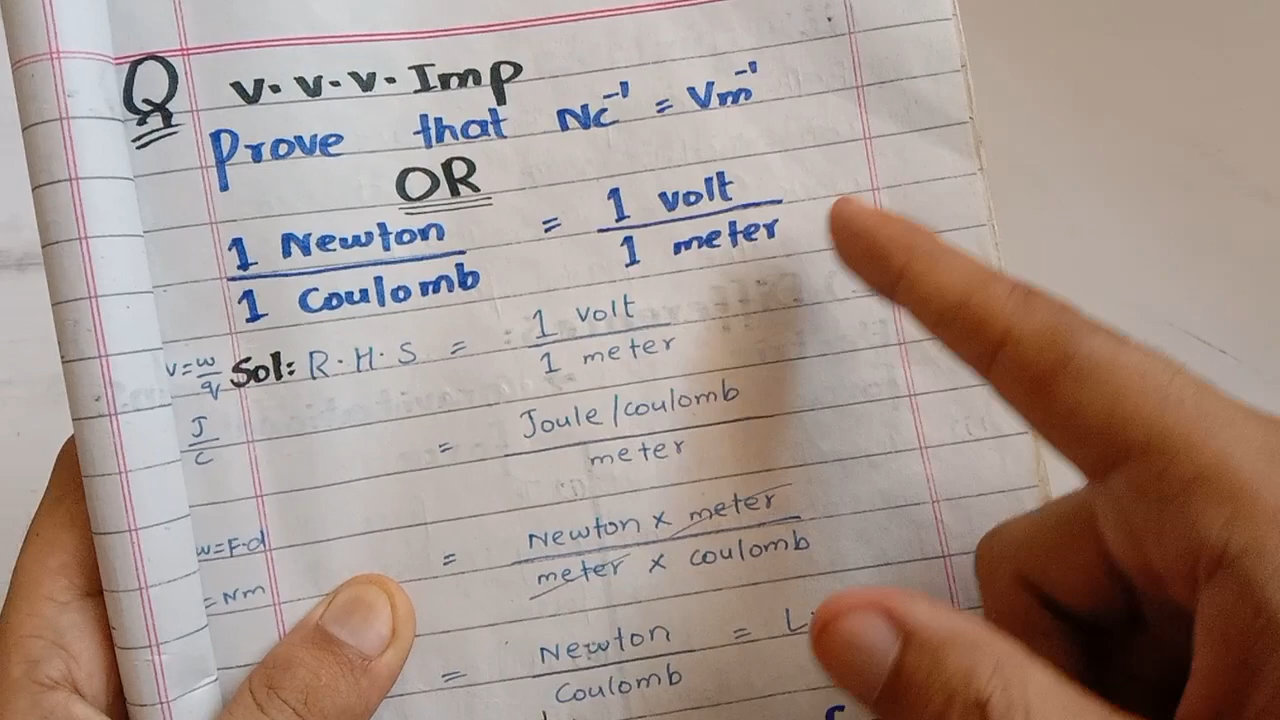 Q V.V.V.Imp
Prove that NC⁻¹ = Vm⁻¹
OR
1 Newton / 1 Coulomb = 1 volt / 1 meter
V=w/q Sol: R.H.S = 1 volt / 1 meter
J/C = Joule/coulomb / meter
w=F.d = Newton x meter / meter x coulomb
=Nm
= Newton / Coulomb = L